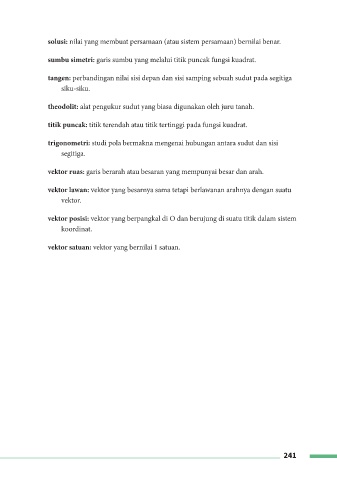 solusi: nilai yang membuat persamaan (atau sistem persamaan) bernilai benar.
sumbu simetri: garis sumbu yang melalui titik puncak fungsi kuadrat.
tangen: perbandingan nilai sisi depan dan sisi samping sebuah sudut pada segitiga
siku-siku.
theodolit: alat pengukur sudut yang biasa digunakan oleh juru tanah.
titik puncak: titik terendah atau titik tertinggi pada fungsi kuadrat.
trigonometri: studi pola bermakna mengenai hubungan antara sudut dan sisi
segitiga.
vektor ruas: garis berarah atau besaran yang mempunyai besar dan arah.
vektor lawan: vektor yang besarnya sama tetapi berlawanan arahnya dengan suatu
vektor.
vektor posisi: vektor yang berpangkal di O dan berujung di suatu titik dalam sistem
koordinat.
vektor satuan: vektor yang bernilai 1 satuan.
241